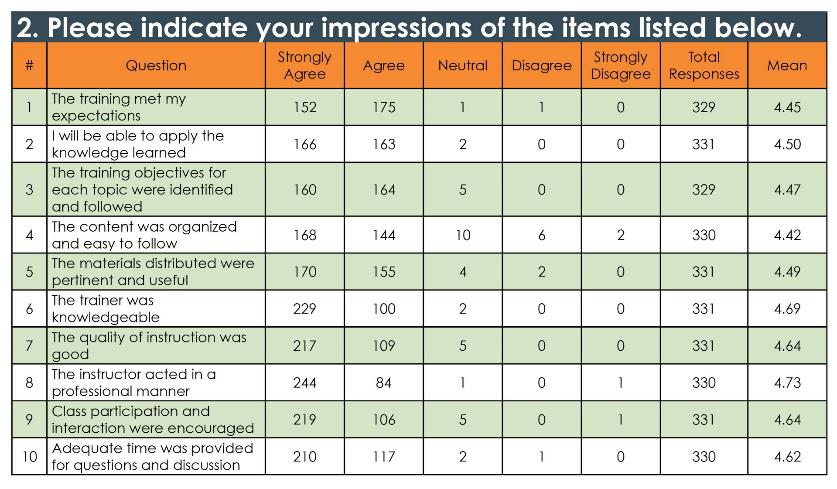 2. Please indicate your impressions of the items listed below.
# Question Strongly Agree Agree Neutral Disagree Strongly Disagree Total Responses Mean
1 The training met my expectations 152 175 1 1 0 329 4.45
2 I will be able to apply the knowledge learned 166 163 2 0 0 331 4.50
3 The training objectives for each topic were identified and followed 160 164 5 0 0 329 4.47
4 The content was organized and easy to follow 168 144 10 6 2 330 4.42
5 The materials distributed were pertinent and useful 170 155 4 2 0 331 4.49
6 The trainer was knowledgeable 229 100 2 0 0 331 4.69
7 The quality of instruction was good 217 109 5 0 0 331 4.64
8 The instructor acted in a professional manner 244 84 1 0 1 330 4.73
9 Class participation and interaction were encouraged 219 106 5 0 1 331 4.64
10 Adequate time was provided for questions and discussion 210 117 2 1 0 330 4.62